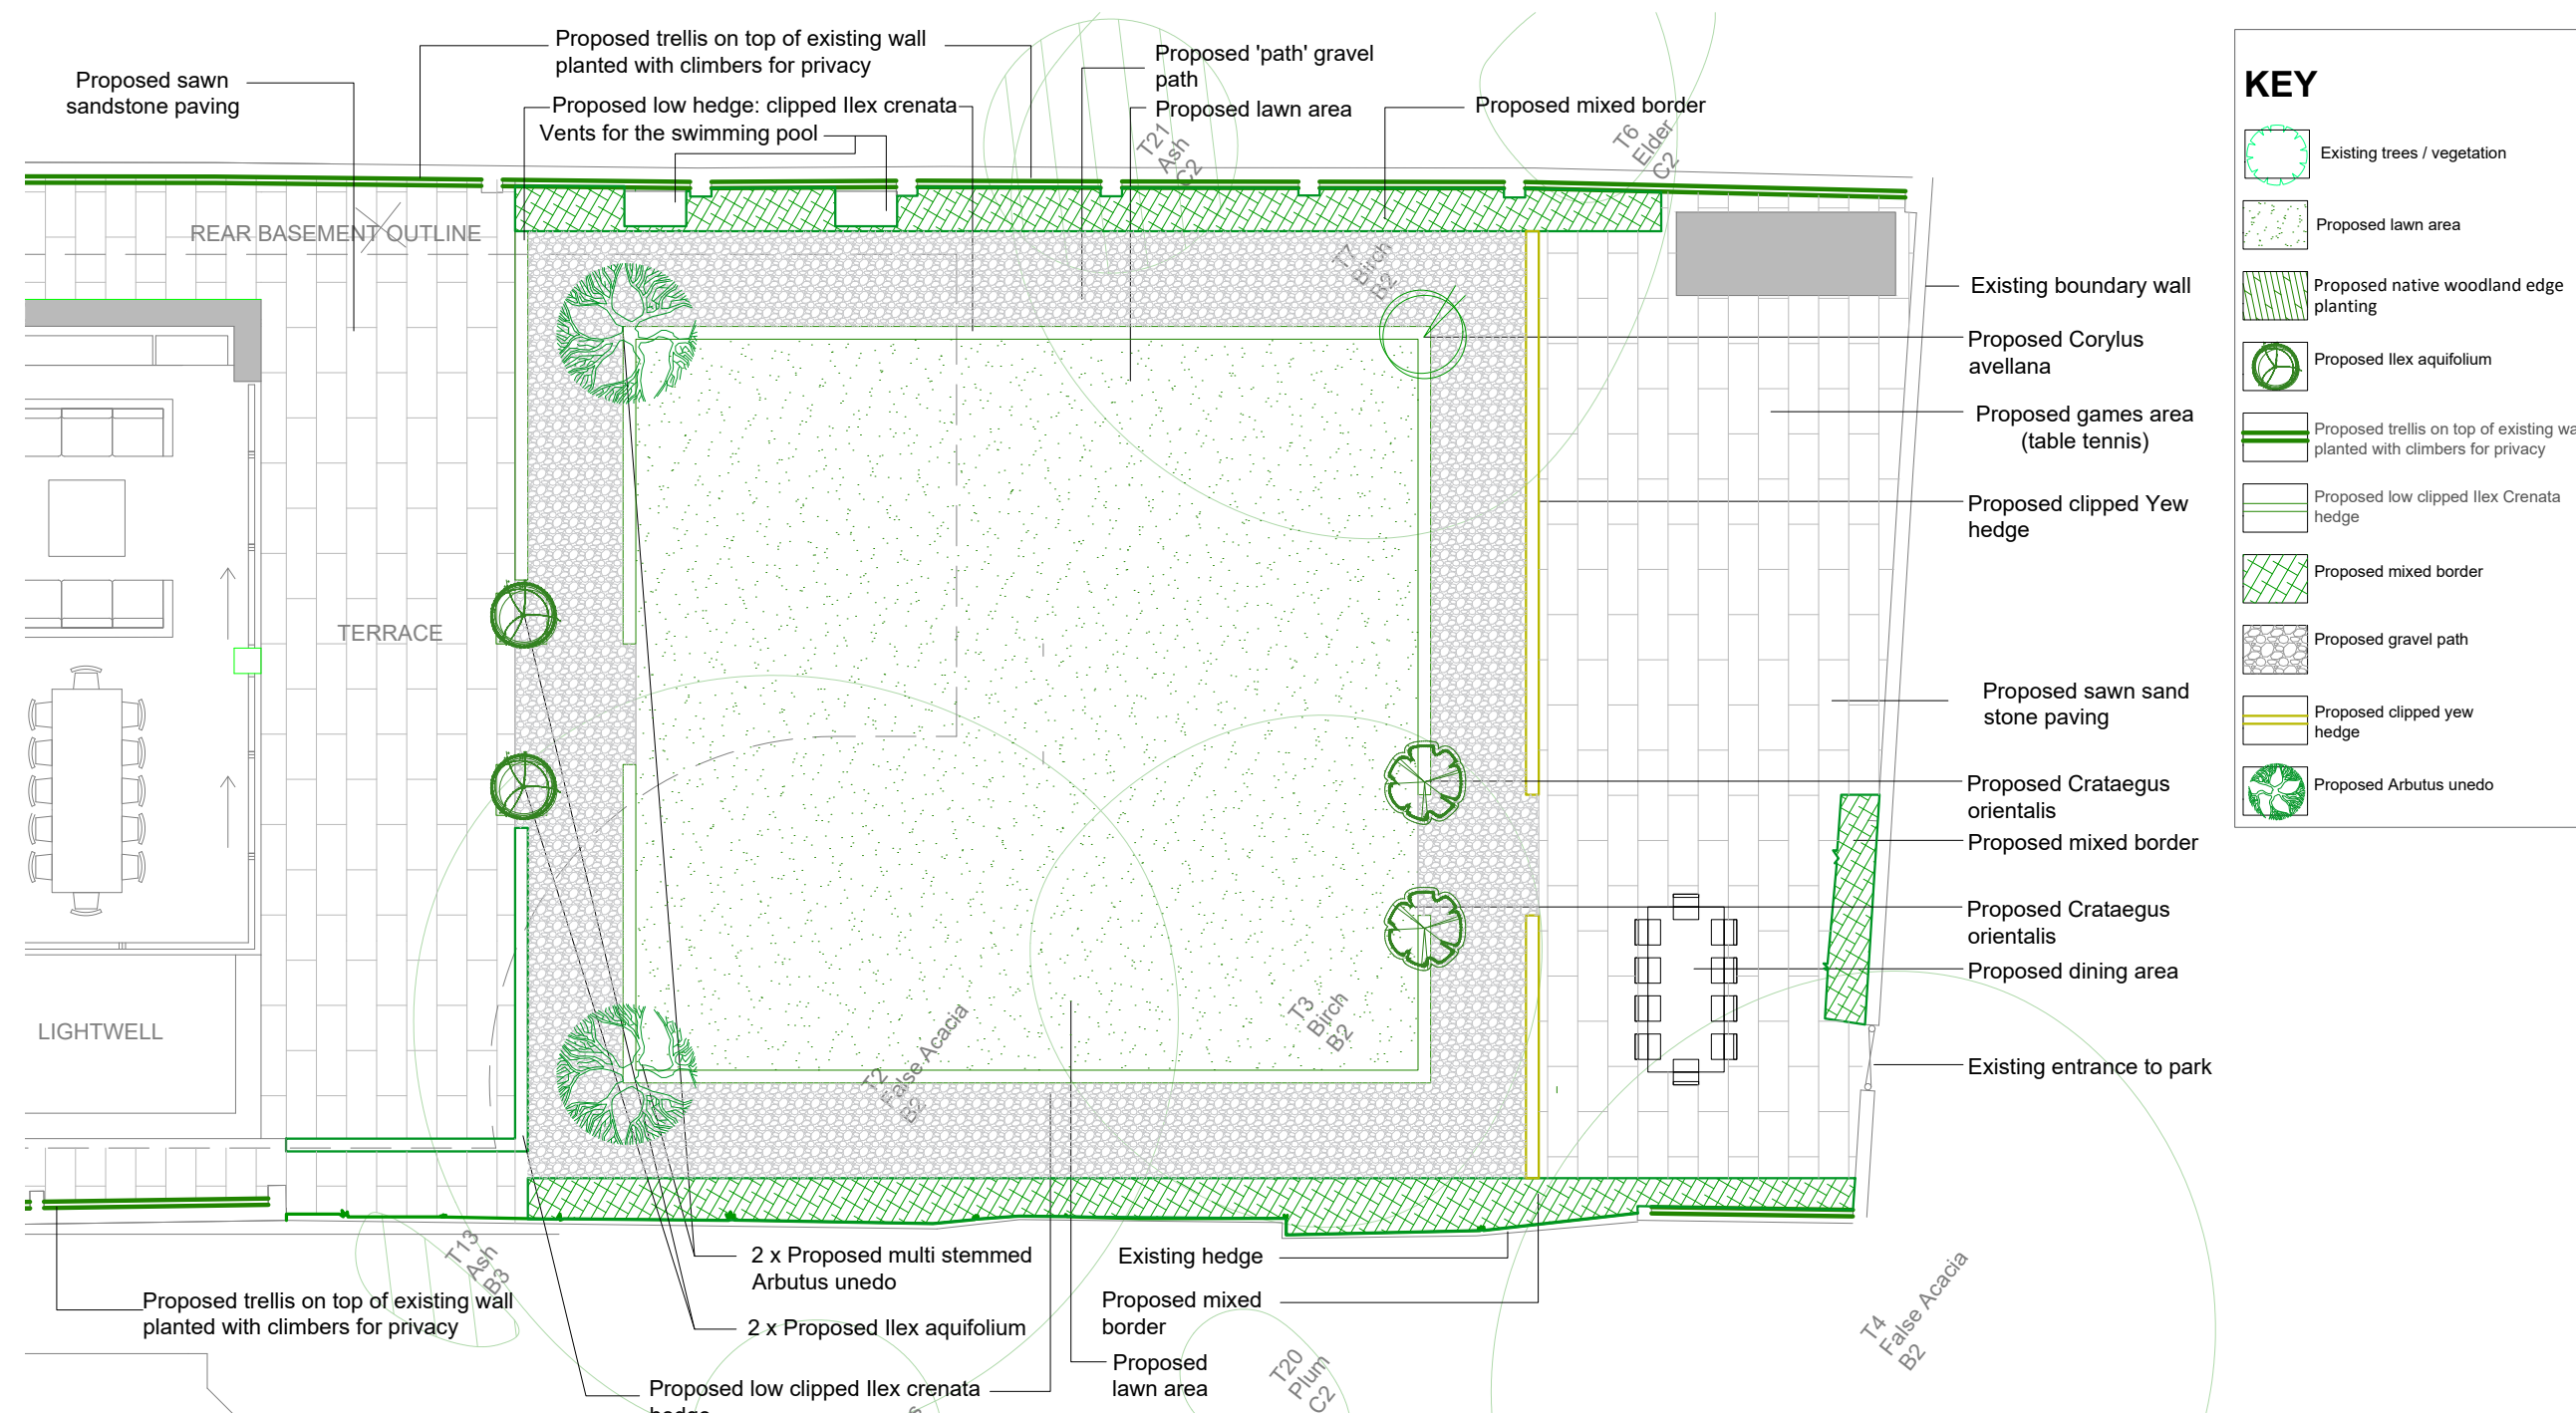 Proposed trellis on top of existing wall
planted with climbers for privacy
Proposed sawn
sandstone paving
Proposed 'path' gravel
path
Proposed low hedge: clipped Ilex crenata
Proposed lawn area
Proposed mixed border
Vents for the swimming pool
T21
Ash
C2
T6
Elder
C2
REAR BASEMENT OUTLINE
T7
Birch
B2
Existing boundary wall
Proposed Corylus
avellana
Proposed games area
(table tennis)
Proposed clipped Yew
hedge
TERRACE
Proposed sawn sand
stone paving
Proposed Crataegus
orientalis
Proposed mixed border
Proposed Crataegus
orientalis
Proposed dining area
LIGHTWELL
T2
False Acacia
B2
T3
Birch
B2
Existing entrance to park
T13
Ash
B3
2 x Proposed multi stemmed
Arbutus unedo
Existing hedge
Proposed trellis on top of existing wall
planted with climbers for privacy
2 x Proposed Ilex aquifolium
Proposed mixed
border
Proposed
lawn area
Proposed low clipped Ilex crenata
hedge
T20
Plum
C2
T4
False Acacia
B2
KEY
Existing trees / vegetation
Proposed lawn area
Proposed native woodland edge
planting
Proposed Ilex aquifolium
Proposed trellis on top of existing wa
planted with climbers for privacy
Proposed low clipped Ilex Crenata
hedge
Proposed mixed border
Proposed gravel path
Proposed clipped yew
hedge
Proposed Arbutus unedo